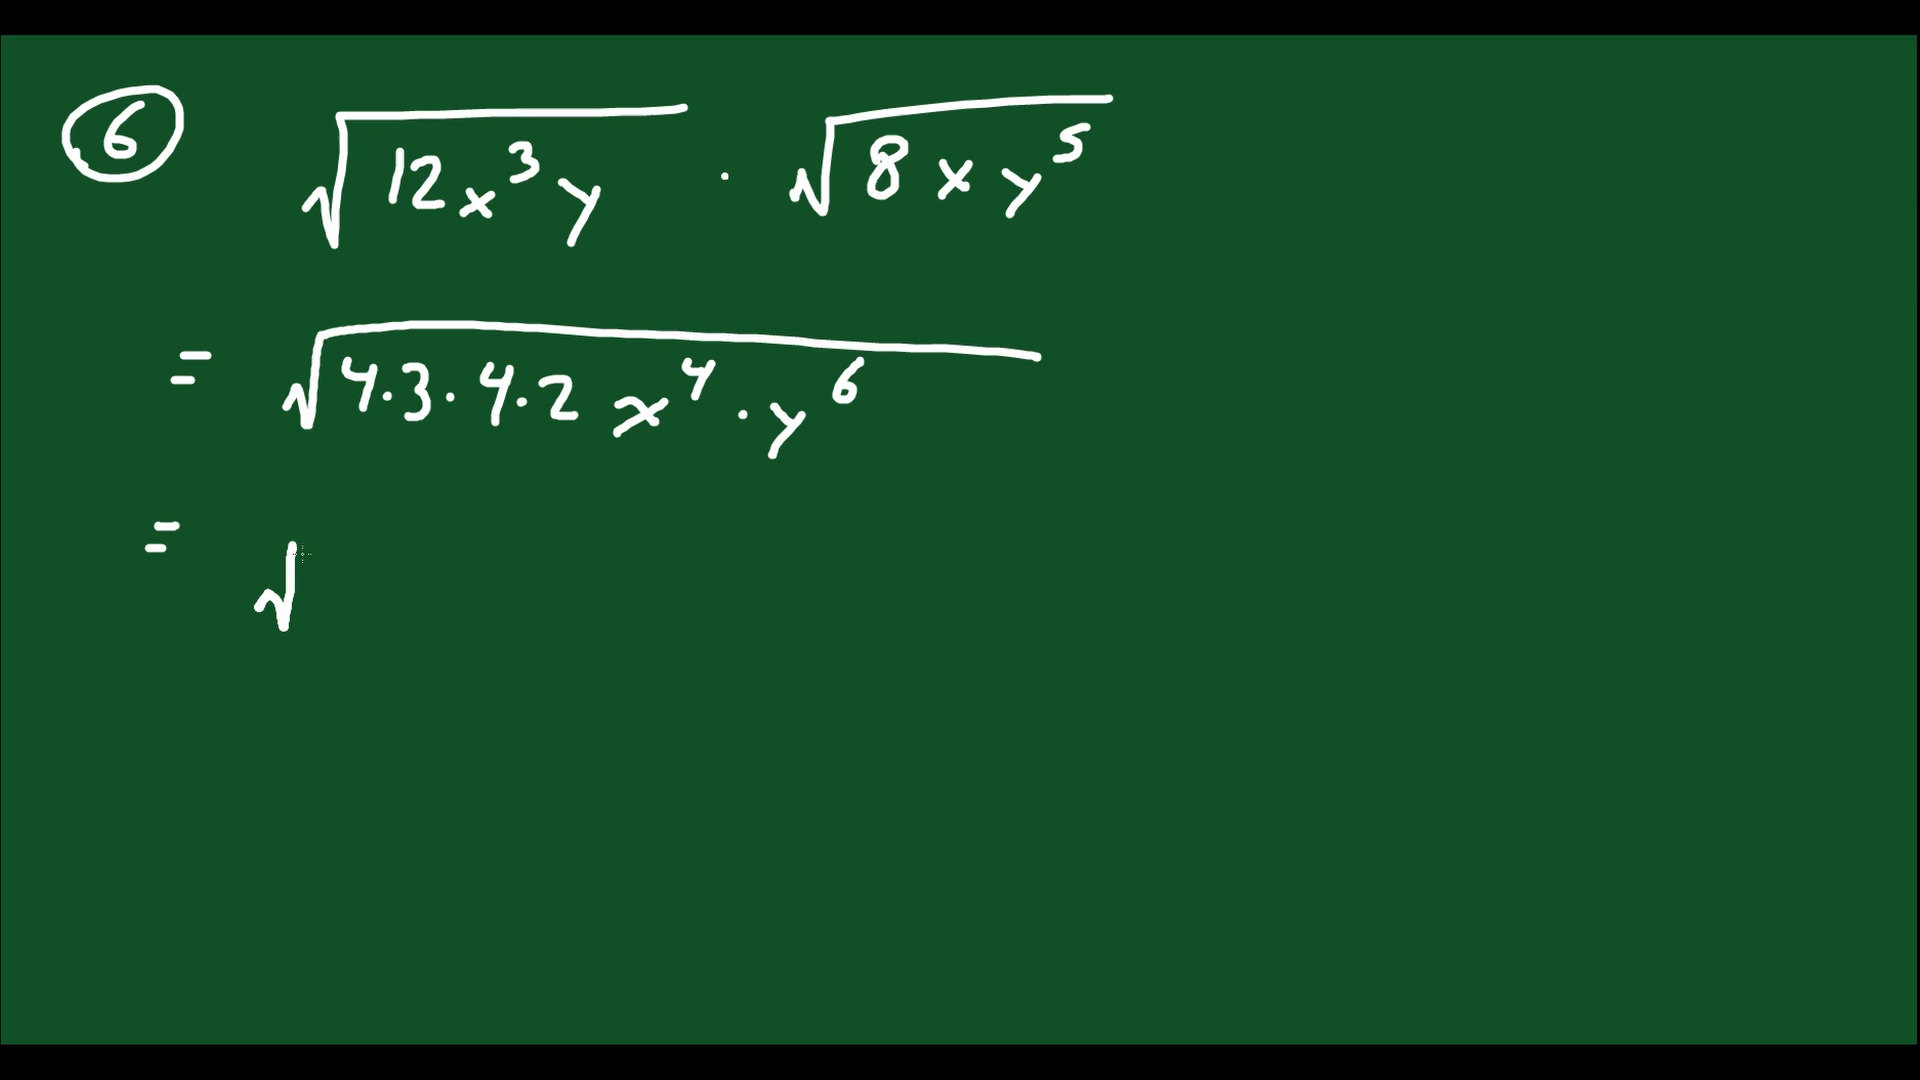 ⑥ √(12x³y) · √(8xy⁵)
= √(4·3·4·2 x⁴·y⁶)
= √